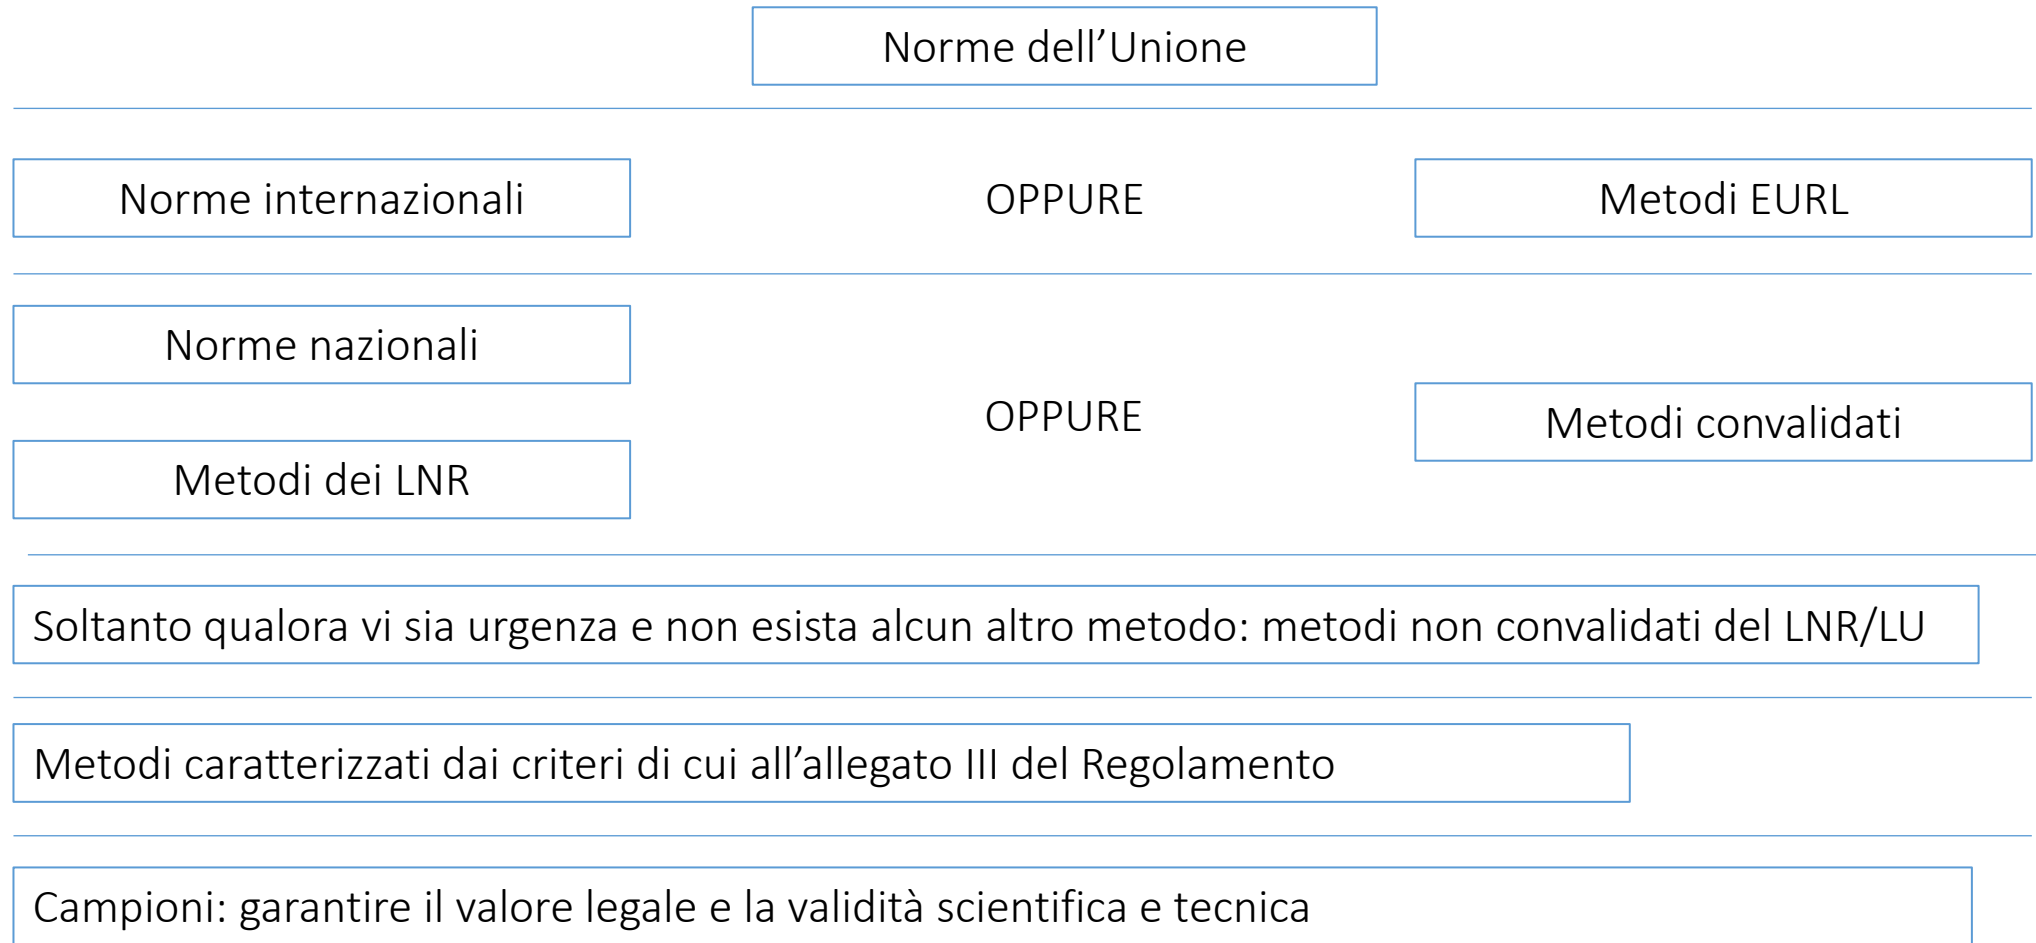 Norme dell’Unione
Norme internazionali
OPPURE
Metodi EURL
Norme nazionali
OPPURE
Metodi convalidati
Metodi dei LNR
Soltanto qualora vi sia urgenza e non esista alcun altro metodo: metodi non convalidati del LNR/LU
Metodi caratterizzati dai criteri di cui all’allegato III del Regolamento
Campioni: garantire il valore legale e la validità scientifica e tecnica